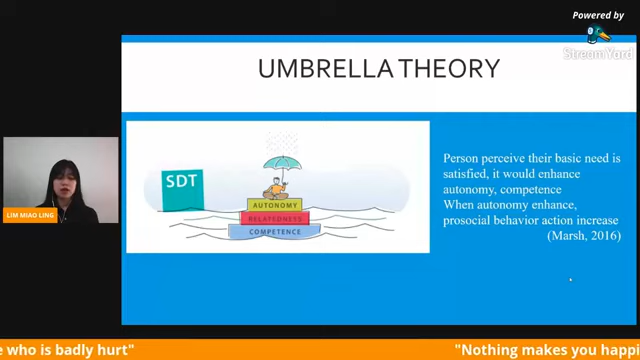 Powered by
StreamYard
UMBRELLA THEORY
SDT
AUTONOMY
RELATEDNESS
COMPETENCE
Person perceive their basic need is
satisfied, it would enhance
autonomy, competence
When autonomy enhance,
prosocial behavior action increase
(Marsh, 2016)
LIM MIAO LING
e who is badly hurt" "Nothing makes you happi